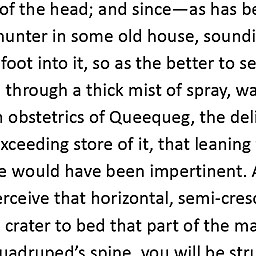 of the head; and since—as has be
hunter in some old house, soundi
foot into it, so as the better to se
through a thick mist of spray, wa
obstetrics of Queequeg, the deli
xceeding store of it, that leaning
would have been impertinent. A
erceive that horizontal, semi-cresc
crater to bed that part of the ma
uadruped's spine, you will be stru